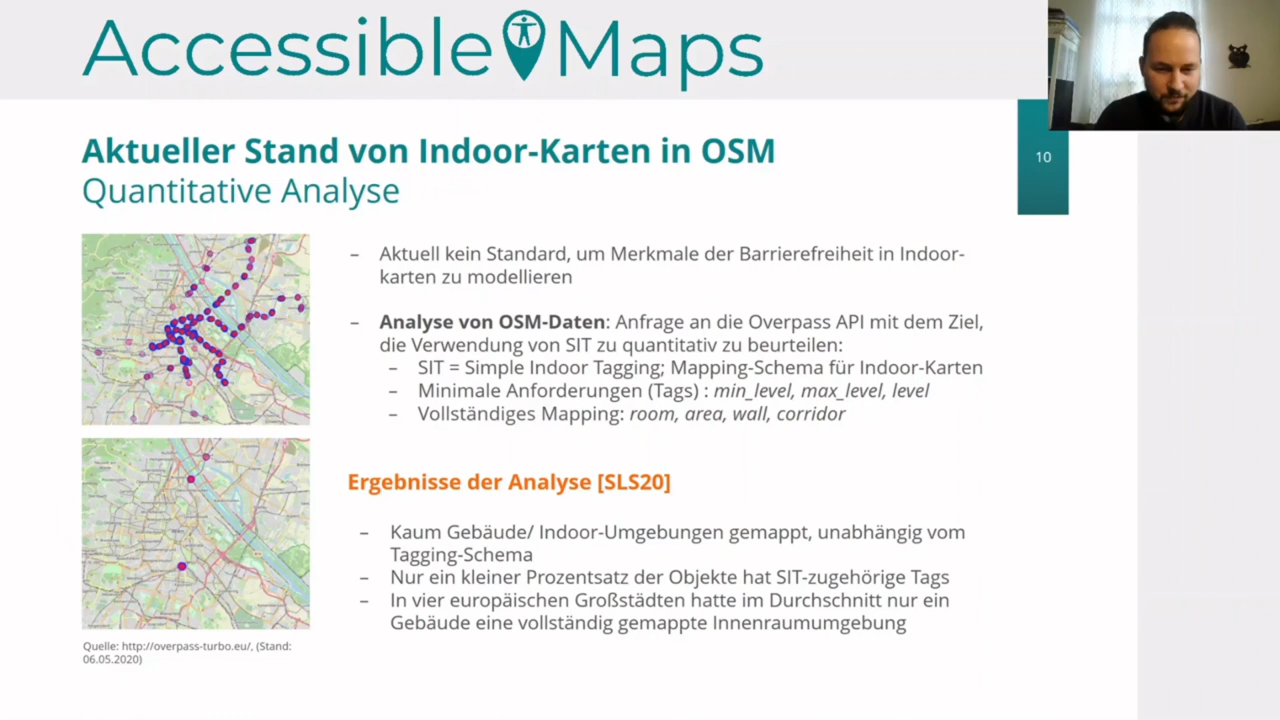 Accessible Maps
10
Aktueller Stand von Indoor-Karten in OSM
Quantitative Analyse
– Aktuell kein Standard, um Merkmale der Barrierefreiheit in Indoor-
karten zu modellieren
– Analyse von OSM-Daten: Anfrage an die Overpass API mit dem Ziel,
die Verwendung von SIT zu quantitativ zu beurteilen:
– SIT = Simple Indoor Tagging; Mapping-Schema für Indoor-Karten
– Minimale Anforderungen (Tags) : min_level, max_level, level
– Vollständiges Mapping: room, area, wall, corridor
Ergebnisse der Analyse [SLS20]
– Kaum Gebäude/ Indoor-Umgebungen gemappt, unabhängig vom
Tagging-Schema
– Nur ein kleiner Prozentsatz der Objekte hat SIT-zugehörige Tags
– In vier europäischen Großstädten hatte im Durchschnitt nur ein
Gebäude eine vollständig gemappte Innenraumumgebung
Quelle: http://overpass-turbo.eu/, (Stand:
06.05.2020)